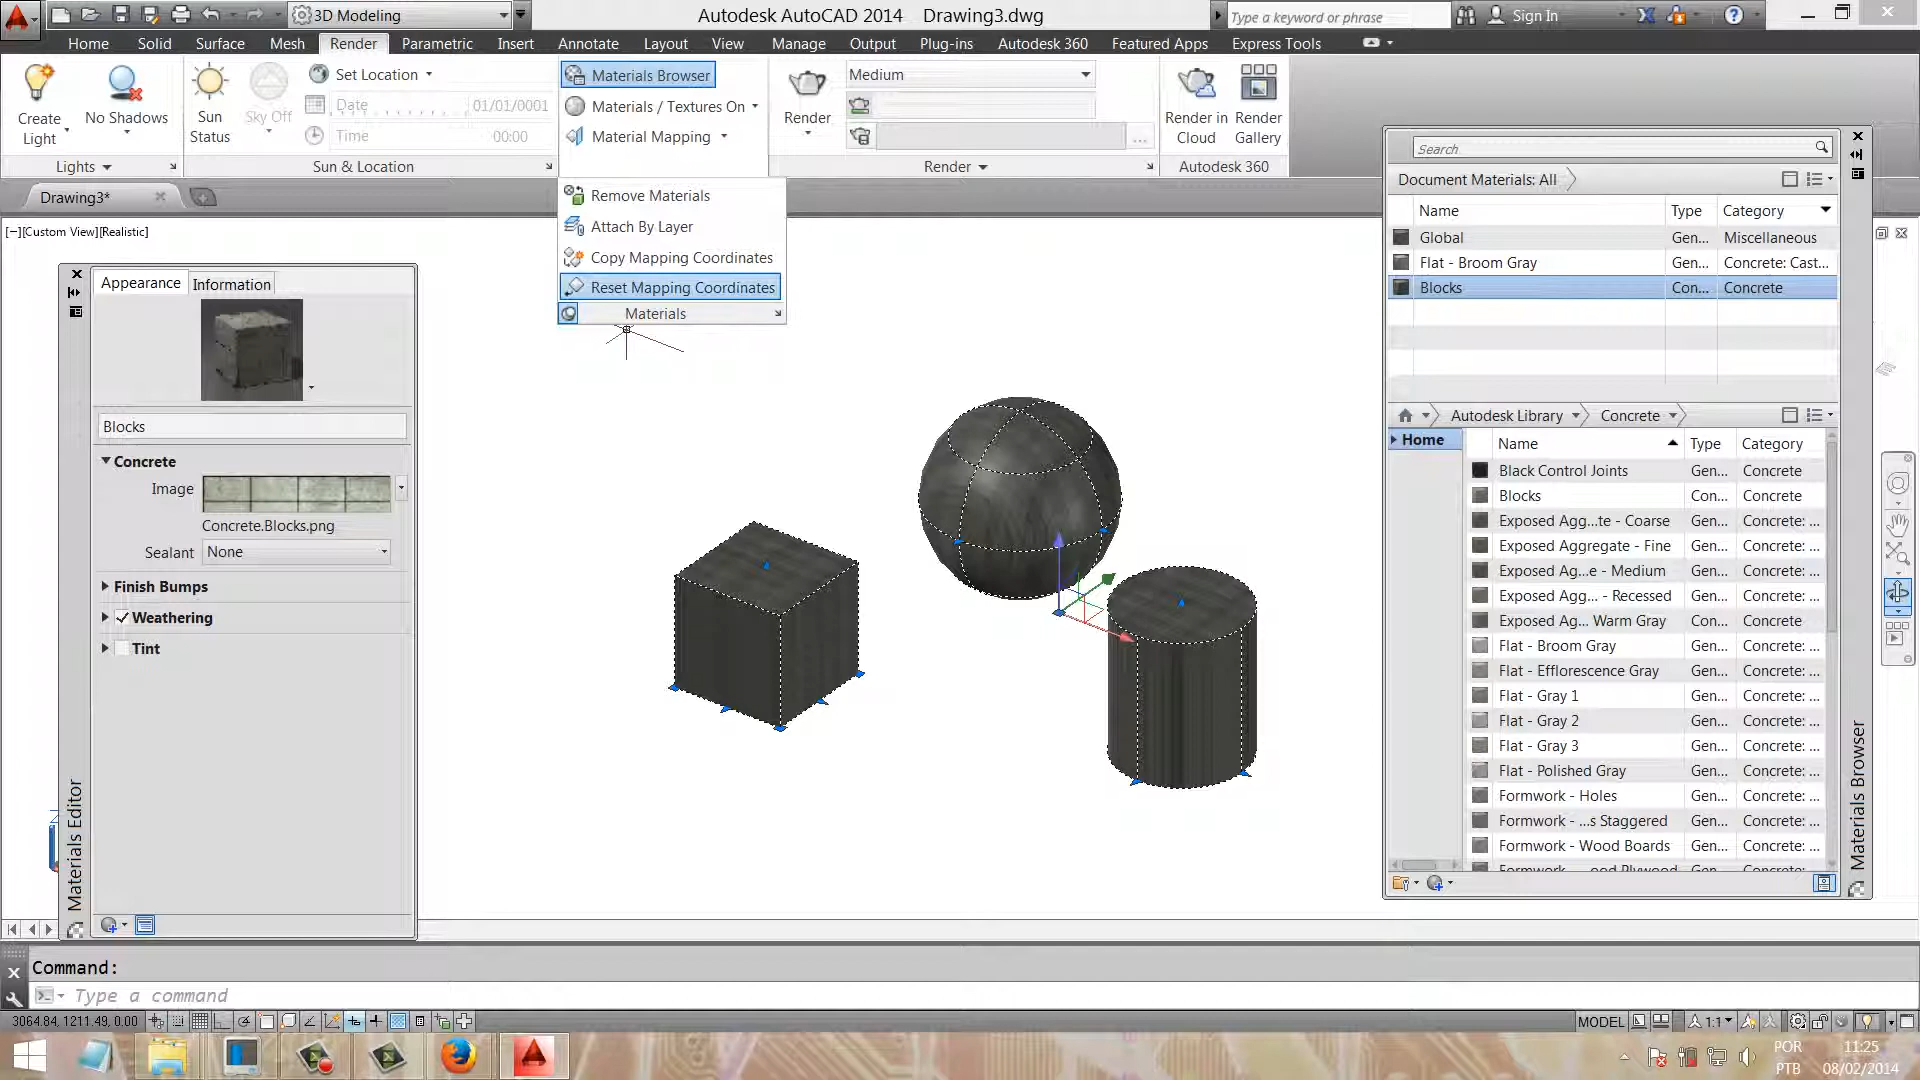 3D Modeling
Autodesk AutoCAD 2014 Drawing3.dwg
Type a keyword or phrase
Sign In
Home Solid Surface Mesh Render Parametric Insert Annotate Layout View Manage Output Plug-ins Autodesk 360 Featured Apps Express Tools
Create Light
No Shadows
Lights
Sun Status
Sky Off
Set Location
Date 01/01/0001
Time 00:00
Sun & Location
Materials Browser
Materials / Textures On
Material Mapping
Remove Materials
Attach By Layer
Copy Mapping Coordinates
Reset Mapping Coordinates
Materials
Render
Medium
...
Render
Render in Cloud
Render Gallery
Autodesk 360
Drawing3*
[−][Custom View][Realistic]
Appearance Information
Blocks
Concrete
Image
Concrete.Blocks.png
Sealant None
Finish Bumps
Weathering
Tint
Materials Editor
Search
Document Materials: All
Name Type Category
Global Gen... Miscellaneous
Flat - Broom Gray Gen... Concrete: Cast...
Blocks Con... Concrete
Autodesk Library Concrete
Home
Name Type Category
Black Control Joints Gen... Concrete
Blocks Con... Concrete
Exposed Agg...te - Coarse Gen... Concrete: ...
Exposed Aggregate - Fine Gen... Concrete: ...
Exposed Ag...e - Medium Gen... Concrete: ...
Exposed Agg... - Recessed Gen... Concrete: ...
Exposed Ag... Warm Gray Gen... Concrete: ...
Flat - Broom Gray Gen... Concrete: ...
Flat - Efflorescence Gray Gen... Concrete: ...
Flat - Gray 1 Gen... Concrete: ...
Flat - Gray 2 Gen... Concrete: ...
Flat - Gray 3 Gen... Concrete: ...
Flat - Polished Gray Gen... Concrete: ...
Formwork - Holes Gen... Concrete: ...
Formwork - ...s Staggered Gen... Concrete: ...
Formwork - Wood Boards Gen... Concrete: ...
Materials Browser
Command:
Type a command
3064.84, 1211.49, 0.00
MODEL
1:1
POR
PTB
11:25
08/02/2014